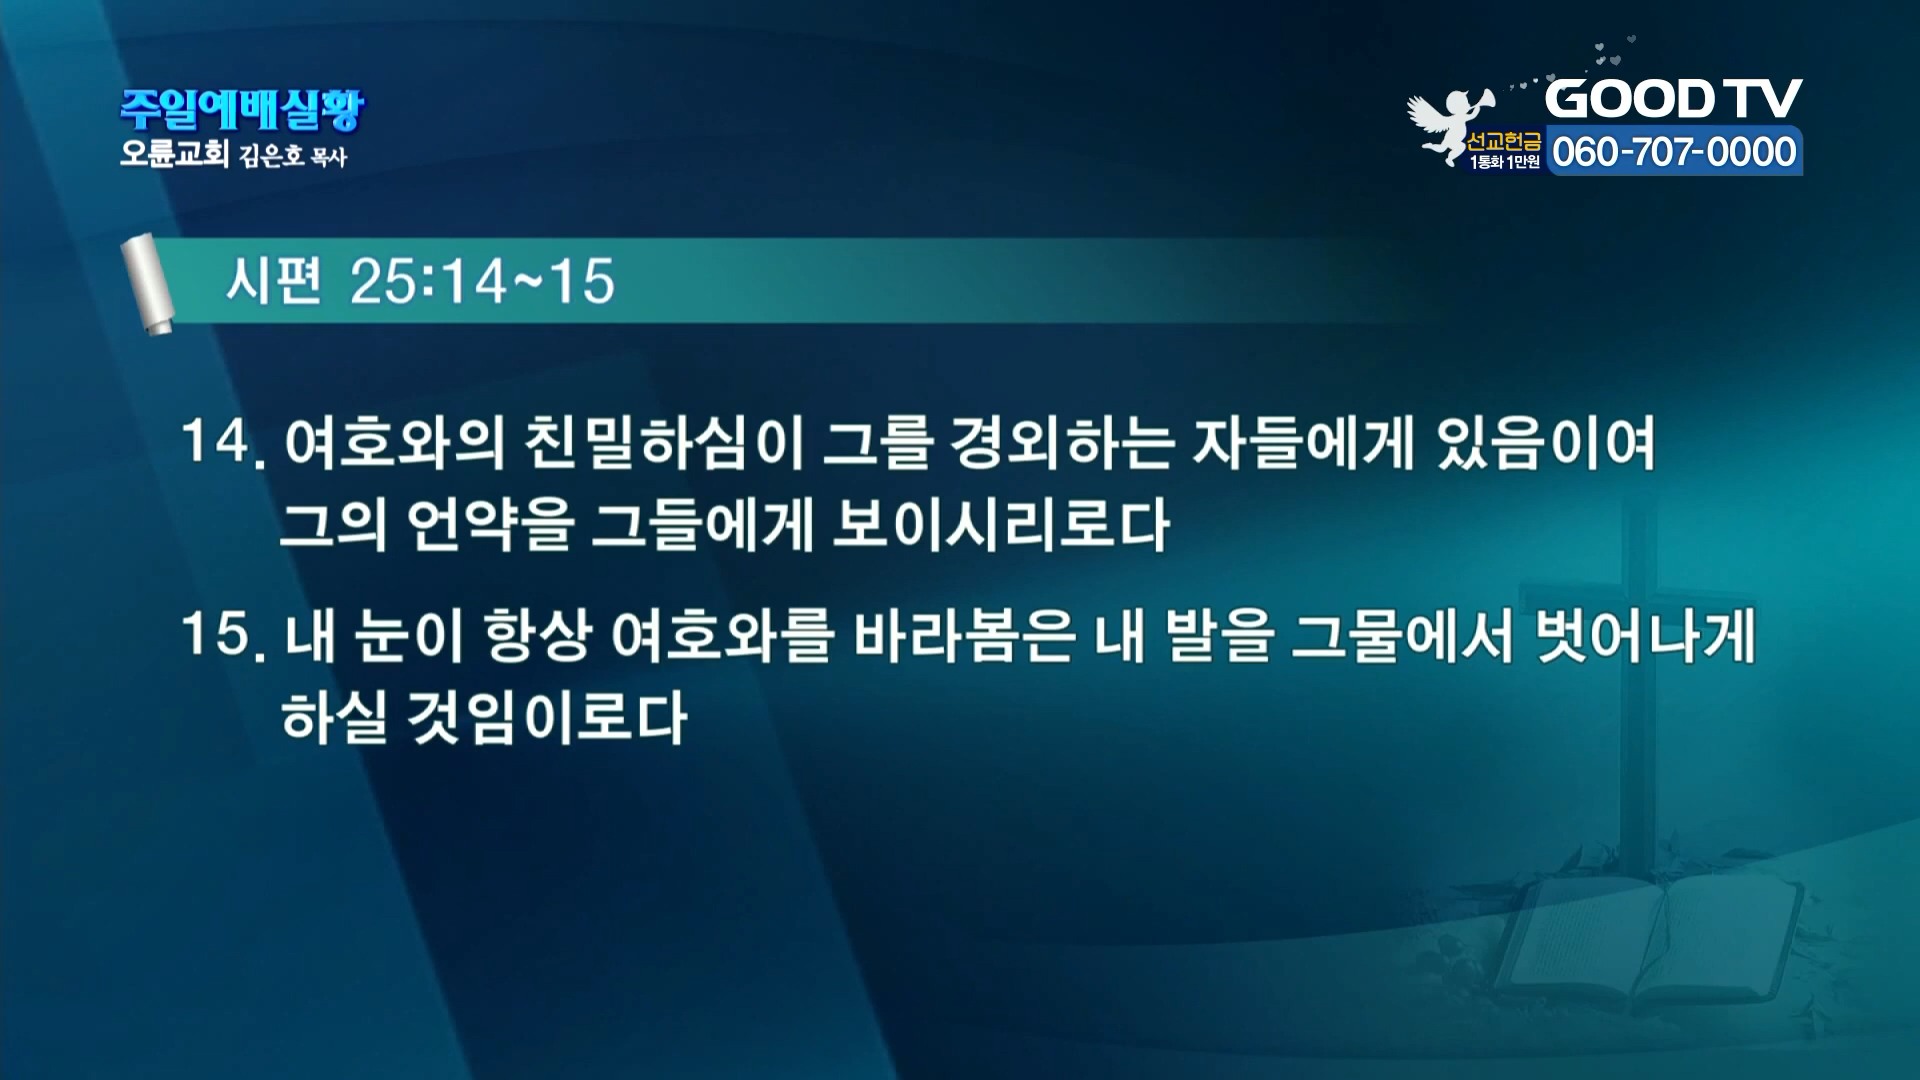 주일예배실황
오륜교회 김은호 목사
GOOD TV
선교헌금
1통화 1만원
060-707-0000
시편 25:14~15
14. 여호와의 친밀하심이 그를 경외하는 자들에게 있음이여
그의 언약을 그들에게 보이시리로다
15. 내 눈이 항상 여호와를 바라봄은 내 발을 그물에서 벗어나게
하실 것임이로다